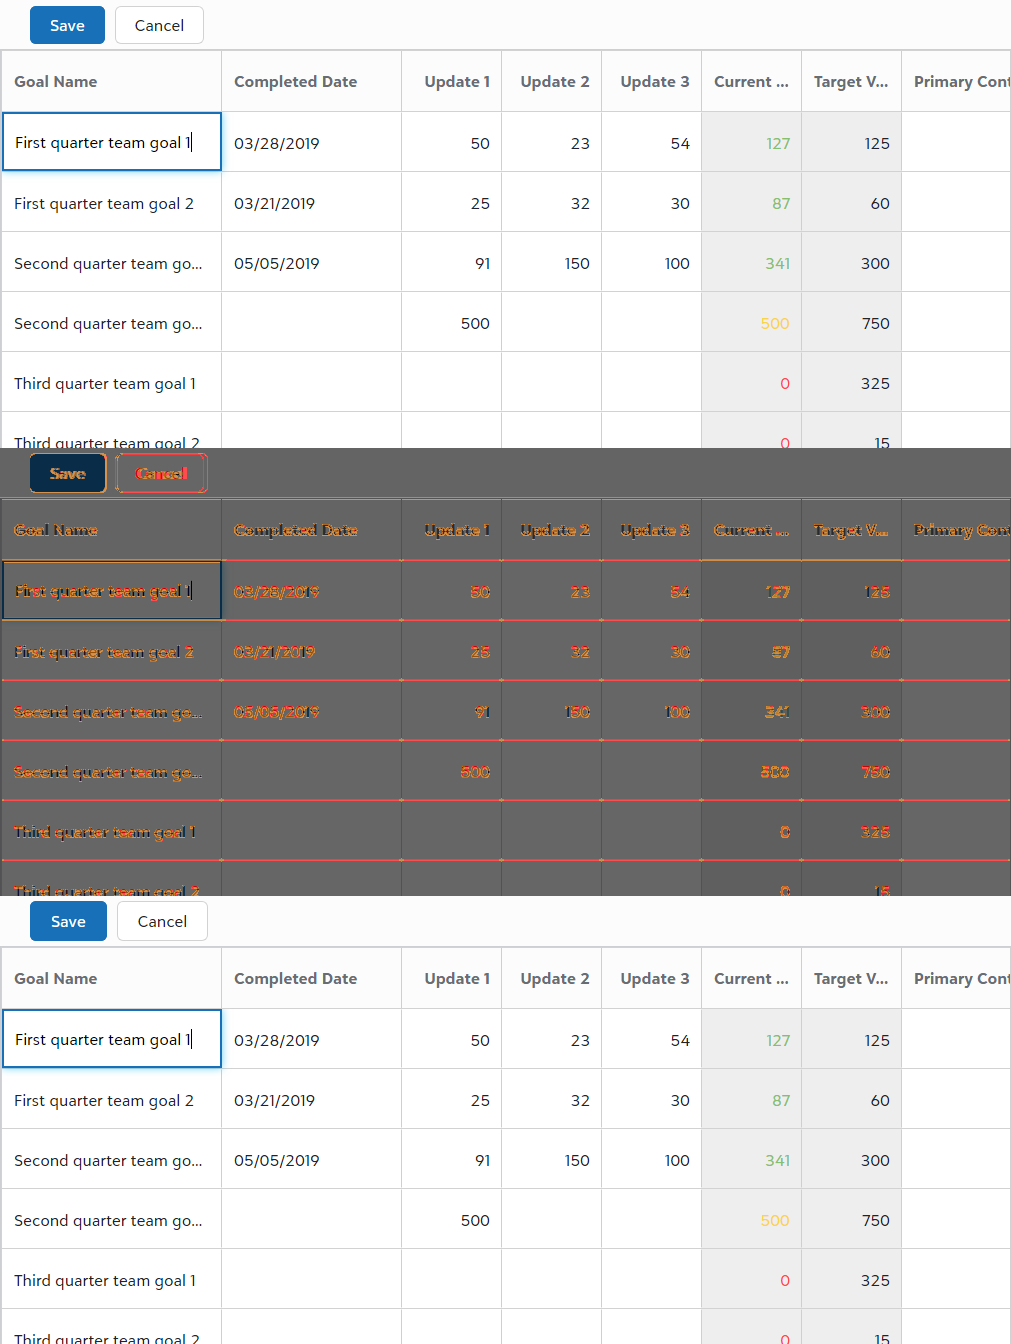 Save Cancel
Goal Name Completed Date Update 1 Update 2 Update 3 Current ... Target V... Primary Cont
First quarter team goal 1 03/28/2019 50 23 54 127 125
First quarter team goal 2 03/21/2019 25 32 30 87 60
Second quarter team go... 05/05/2019 91 150 100 341 300
Second quarter team go... 500 500 750
Third quarter team goal 1 0 325
Third quarter team goal 2 0 15
Save Cancel
Goal Name Completed Date Update 1 Update 2 Update 3 Current ... Target V... Primary Cont
First quarter team goal 1 03/28/2019 50 23 54 127 125
First quarter team goal 2 03/21/2019 25 32 30 87 60
Second quarter team go... 05/05/2019 91 150 100 341 300
Second quarter team go... 500 500 750
Third quarter team goal 1 0 325
Third quarter team goal 2 0 15
Save Cancel
Goal Name Completed Date Update 1 Update 2 Update 3 Current ... Target V... Primary Cont
First quarter team goal 1 03/28/2019 50 23 54 127 125
First quarter team goal 2 03/21/2019 25 32 30 87 60
Second quarter team go... 05/05/2019 91 150 100 341 300
Second quarter team go... 500 500 750
Third quarter team goal 1 0 325
Third quarter team goal 2 0 15